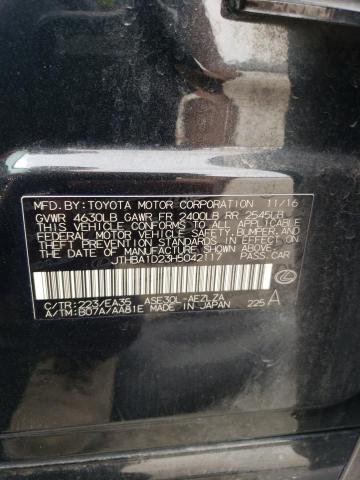 MFD. BY: TOYOTA MOTOR CORPORATION 11/16
GVWR 4630LB GAWR FR 2400LB RR 2545LB
THIS VEHICLE CONFORMS TO ALL APPLICABLE
FEDERAL MOTOR VEHICLE SAFETY, BUMPER,
AND THEFT PREVENTION STANDARDS IN EFFECT
ON THE DATE OF MANUFACTURE SHOWN ABOVE.
JTHBA1D23H5042117 PASS.CAR
C/TR: 223/EA35 ASE30L-AEZLZA 225 A
A/TM: B07A/AA81E MADE IN JAPAN